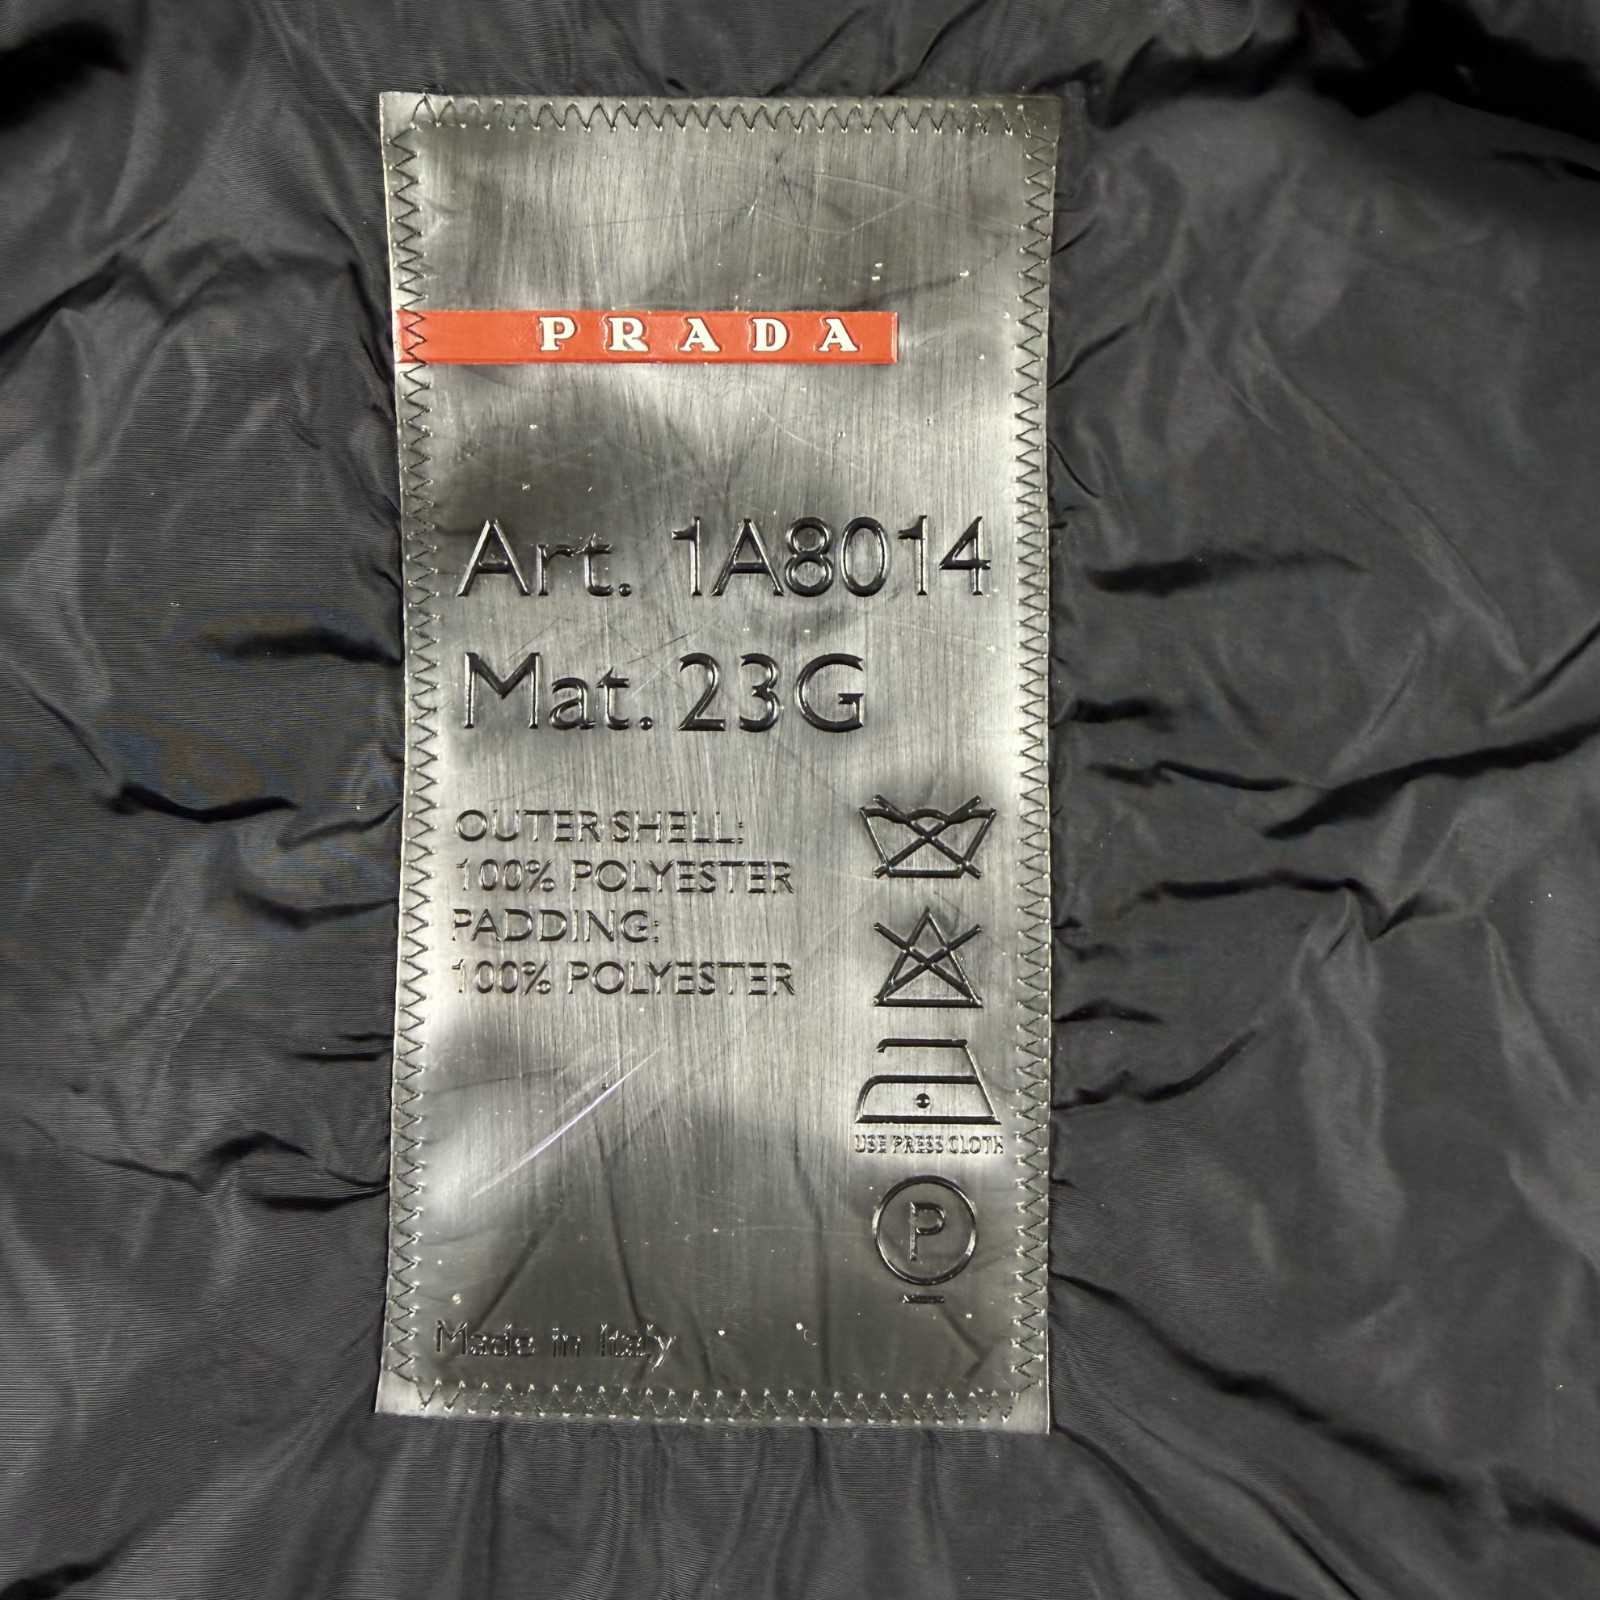 PRADA
Art. 1A8014
Mat. 23G
OUTER SHELL:
100% POLYESTER
PADDING:
100% POLYESTER
USE PRESS CLOTH
P
Made in Italy